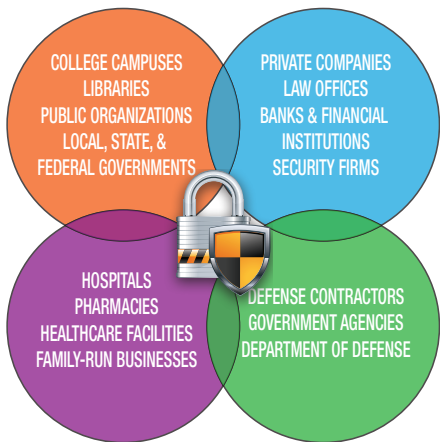 COLLEGE CAMPUSES
LIBRARIES
PUBLIC ORGANIZATIONS
LOCAL, STATE, &
FEDERAL GOVERNMENTS
PRIVATE COMPANIES
LAW OFFICES
BANKS & FINANCIAL
INSTITUTIONS
SECURITY FIRMS
HOSPITALS
PHARMACIES
HEALTHCARE FACILITIES
FAMILY-RUN BUSINESSES
DEFENSE CONTRACTORS
GOVERNMENT AGENCIES
DEPARTMENT OF DEFENSE